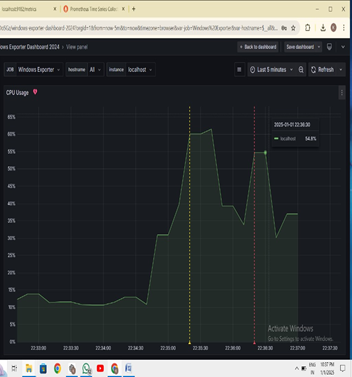 localhost:9182/metrics
Prometheus Time Series Collec
windows-exporter-dashboard-2024?orgId=1&from=now-5m&to=now&timezone=browser&var-job=Windows%20Exporter&var-hostname=$__all&
ws Exporter Dashboard 2024 › View panel
Back to dashboard
Save dashboard
JOB Windows Exporter
hostname All
instance localhost
Last 5 minutes
Refresh
CPU Usage
65%
60%
55%
50%
45%
40%
35%
30%
25%
20%
15%
10%
5%
0%
2025-01-01 22:36:30
localhost 54.8%
22:33:00
22:33:30
22:34:00
22:34:30
22:35:00
22:35:30
22:36:00
22:36:30
22:37:00
22:37:30
Activate Windows
Go to Settings to activate Windows.
ENG
IN
10:37 PM
1/1/2025